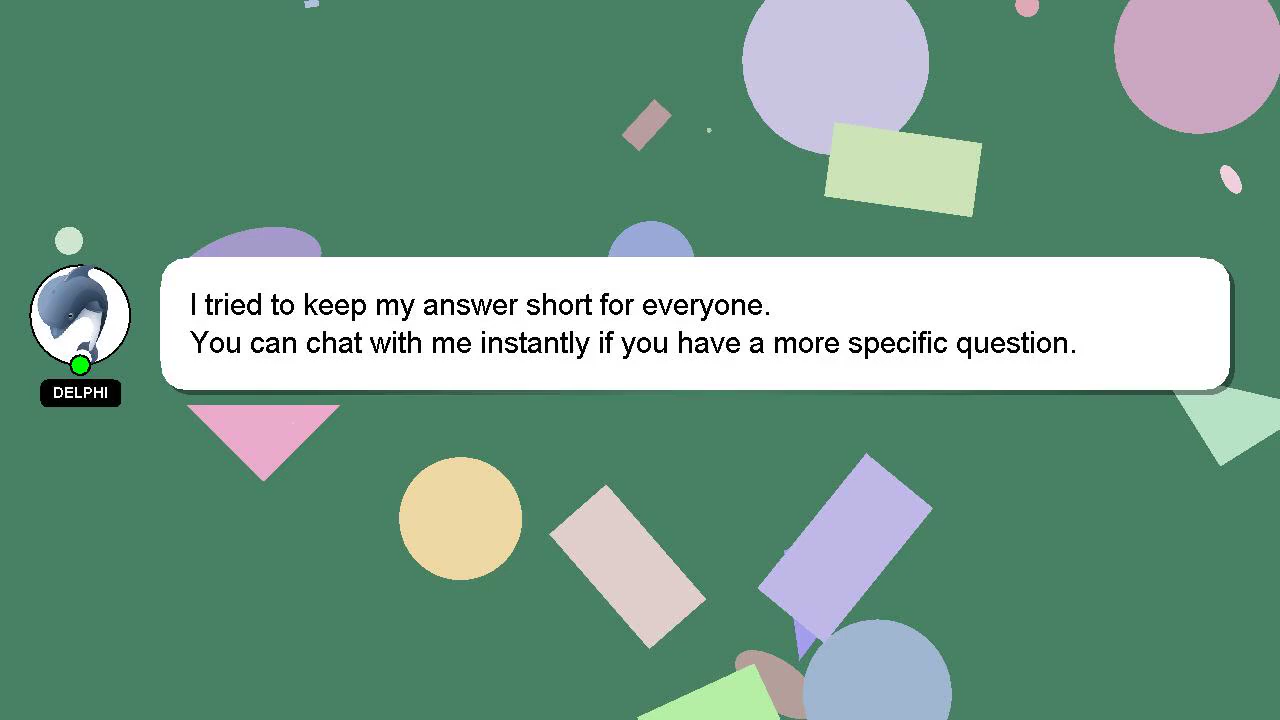 I tried to keep my answer short for everyone.
You can chat with me instantly if you have a more specific question.
DELPHI